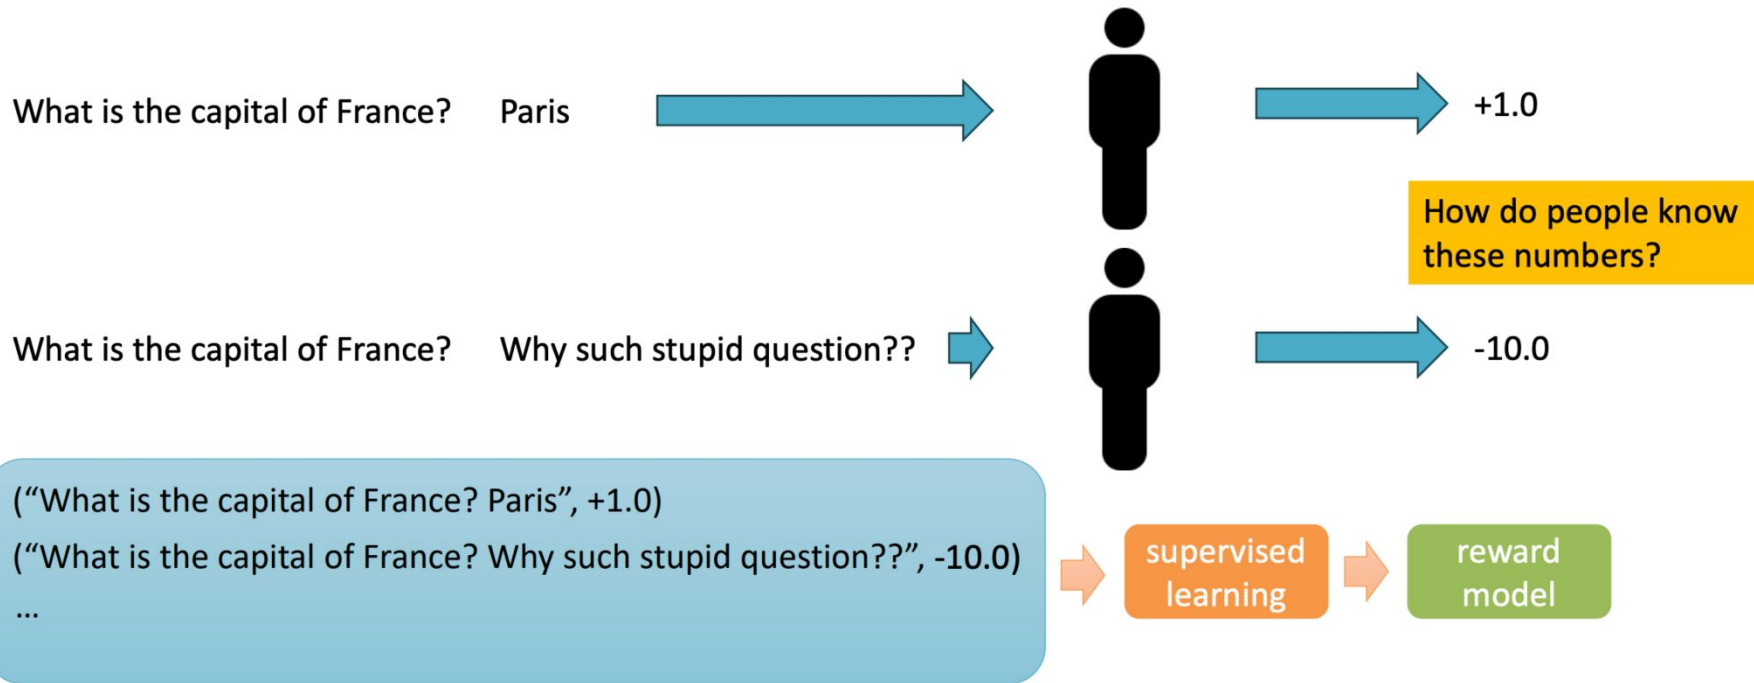 What is the capital of France? Paris +1.0
How do people know
these numbers?
What is the capital of France? Why such stupid question?? -10.0
(“What is the capital of France? Paris”, +1.0)
(“What is the capital of France? Why such stupid question??”, -10.0)
...
supervised
learning
reward
model